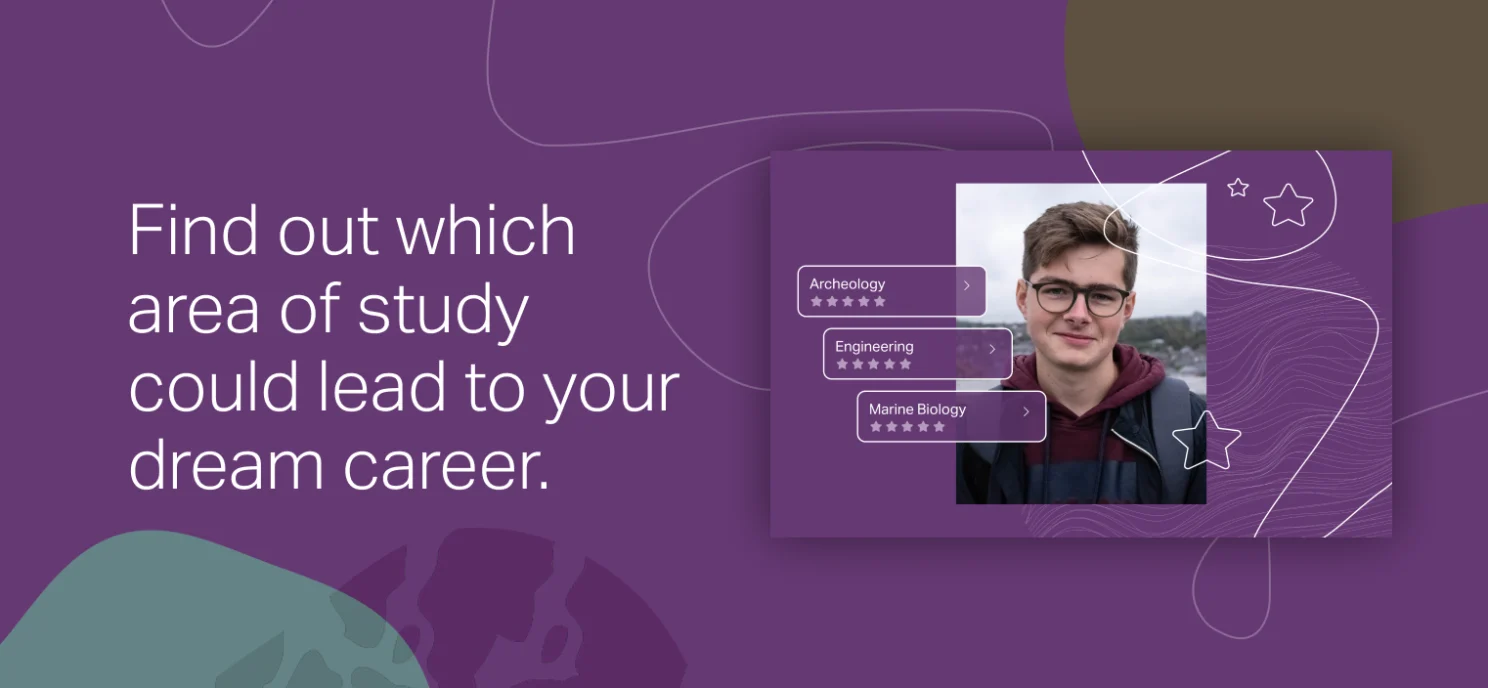 Find out which
area of study
could lead to your
dream career.
Archeology
Engineering
Marine Biology